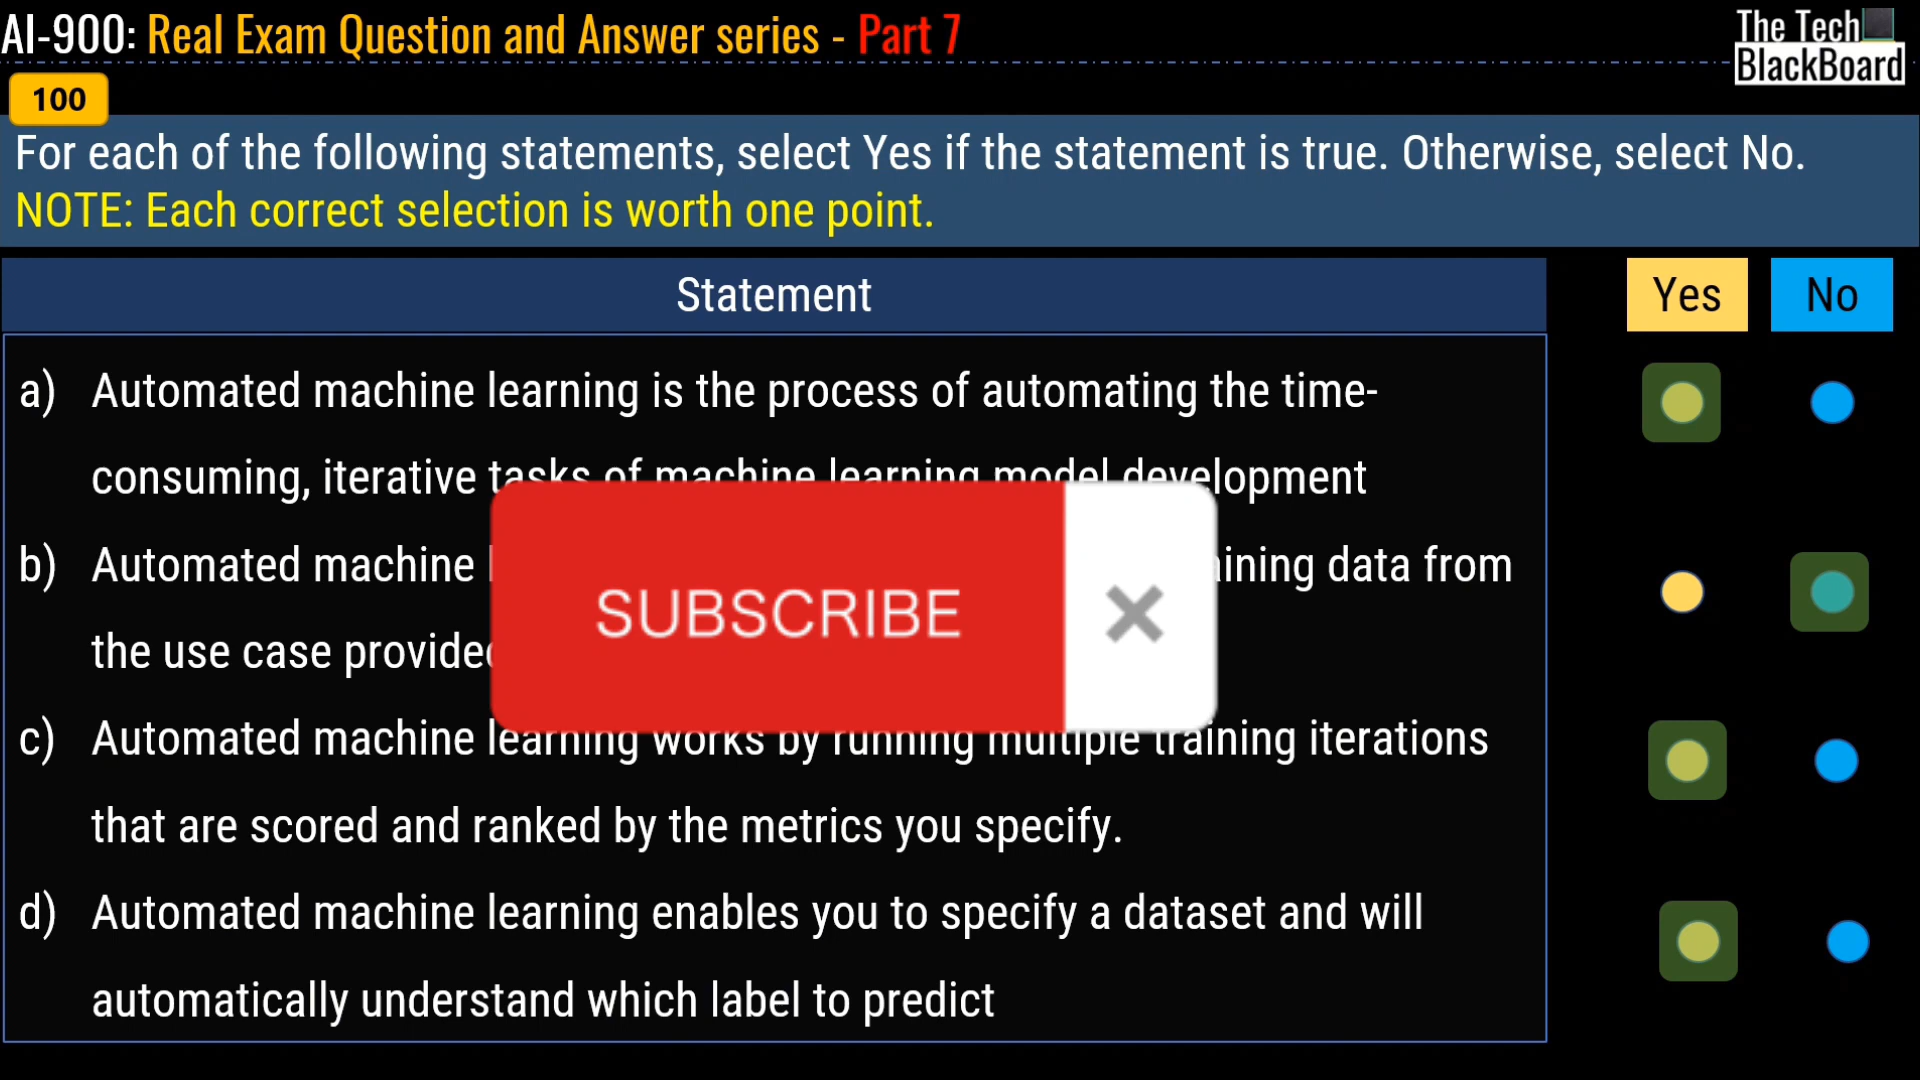 AI-900: Real Exam Question and Answer series - Part 7
The Tech
BlackBoard
100
For each of the following statements, select Yes if the statement is true. Otherwise, select No.
NOTE: Each correct selection is worth one point.
Statement
Yes
No
a) Automated machine learning is the process of automating the time-
consuming, iterative tasks of machine learning model development
b) Automated machine data from
the use case
SUBSCRIBE
c) Automated machine learning works by running multiple training iterations
that are scored and ranked by the metrics you specify.
d) Automated machine learning enables you to specify a dataset and will
automatically understand which label to predict